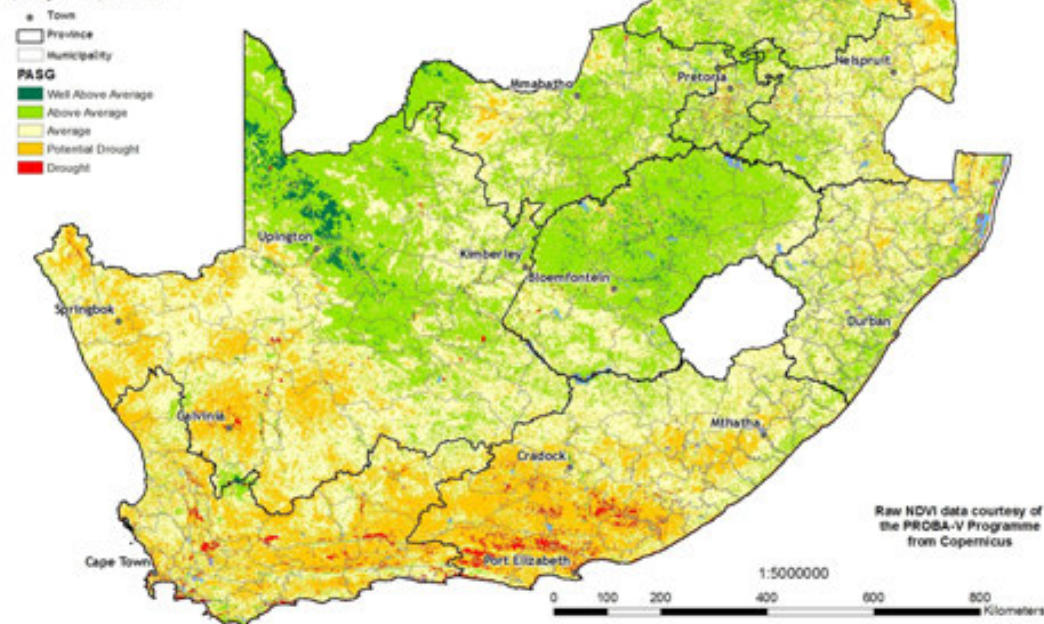 Town
Province
Municipality
PASG
Well Above Average
Above Average
Average
Potential Drought
Drought
Nelspruit
Pretoria
Mmabatho
Upington
Kimberley
Bloemfontein
Springbok
Durban
Calvinia
Mthatha
Cradock
Cape Town
Port Elizabeth
Raw NDVI data courtesy of
the PROBA-V Programme
from Copernicus
1:5000000
0 100 200 400 600 800
Kilometers